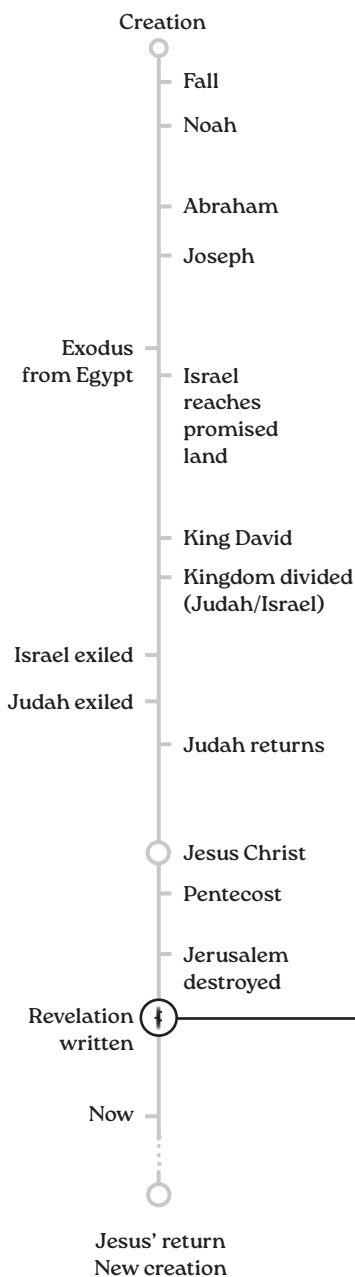 Creation
Fall
Noah
Abraham
Joseph
Exodus
from Egypt
Israel
reaches
promised
land
King David
Kingdom divided
(Judah/Israel)
Israel exiled
Judah exiled
Judah returns
Jesus Christ
Pentecost
Jerusalem
destroyed
Revelation
written
Now
Jesus’ return
New creation